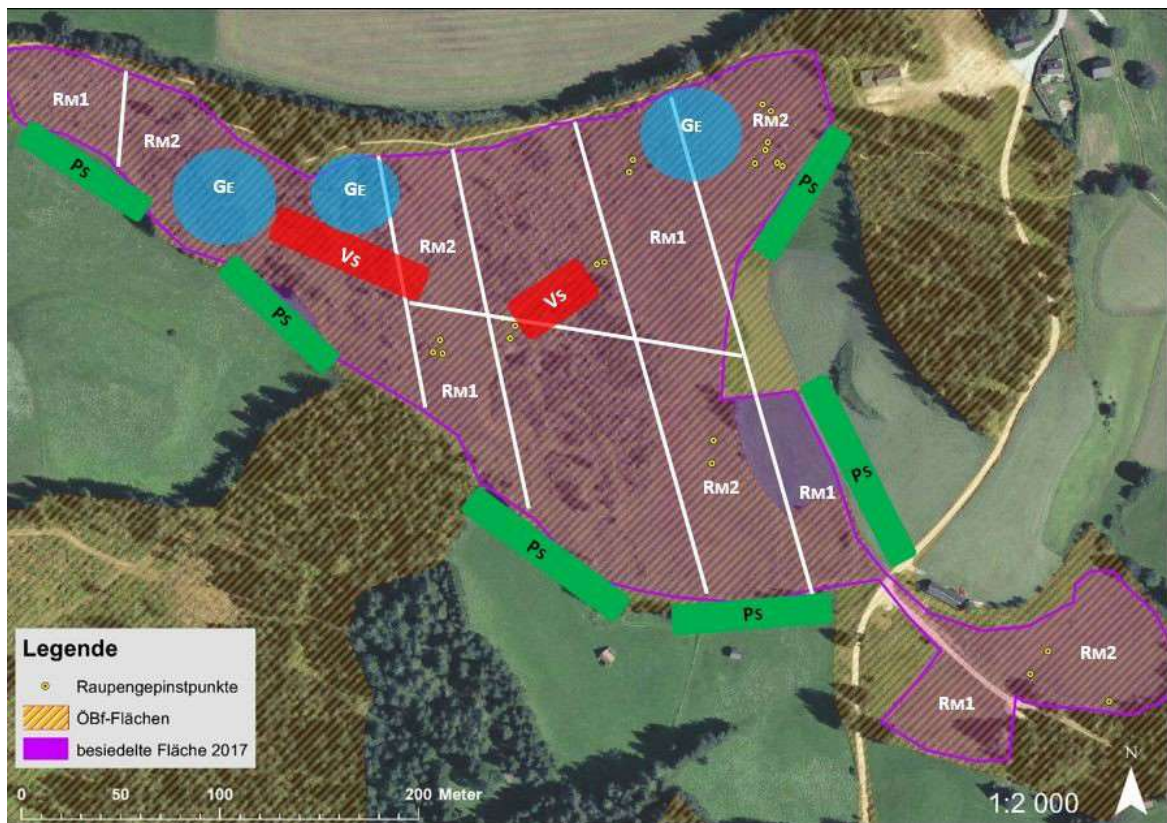 RM1
RM2
PS
GE
GE
VS
RM2
GE
RM2
RM1
PS
PS
VS
RM1
RM2
RM1
PS
PS
PS
RM2
RM1
Legende
Raupengepinstpunkte
ÖBf-Flächen
besiedelte Fläche 2017
0 50 100 200 Meter
N
1:2 000